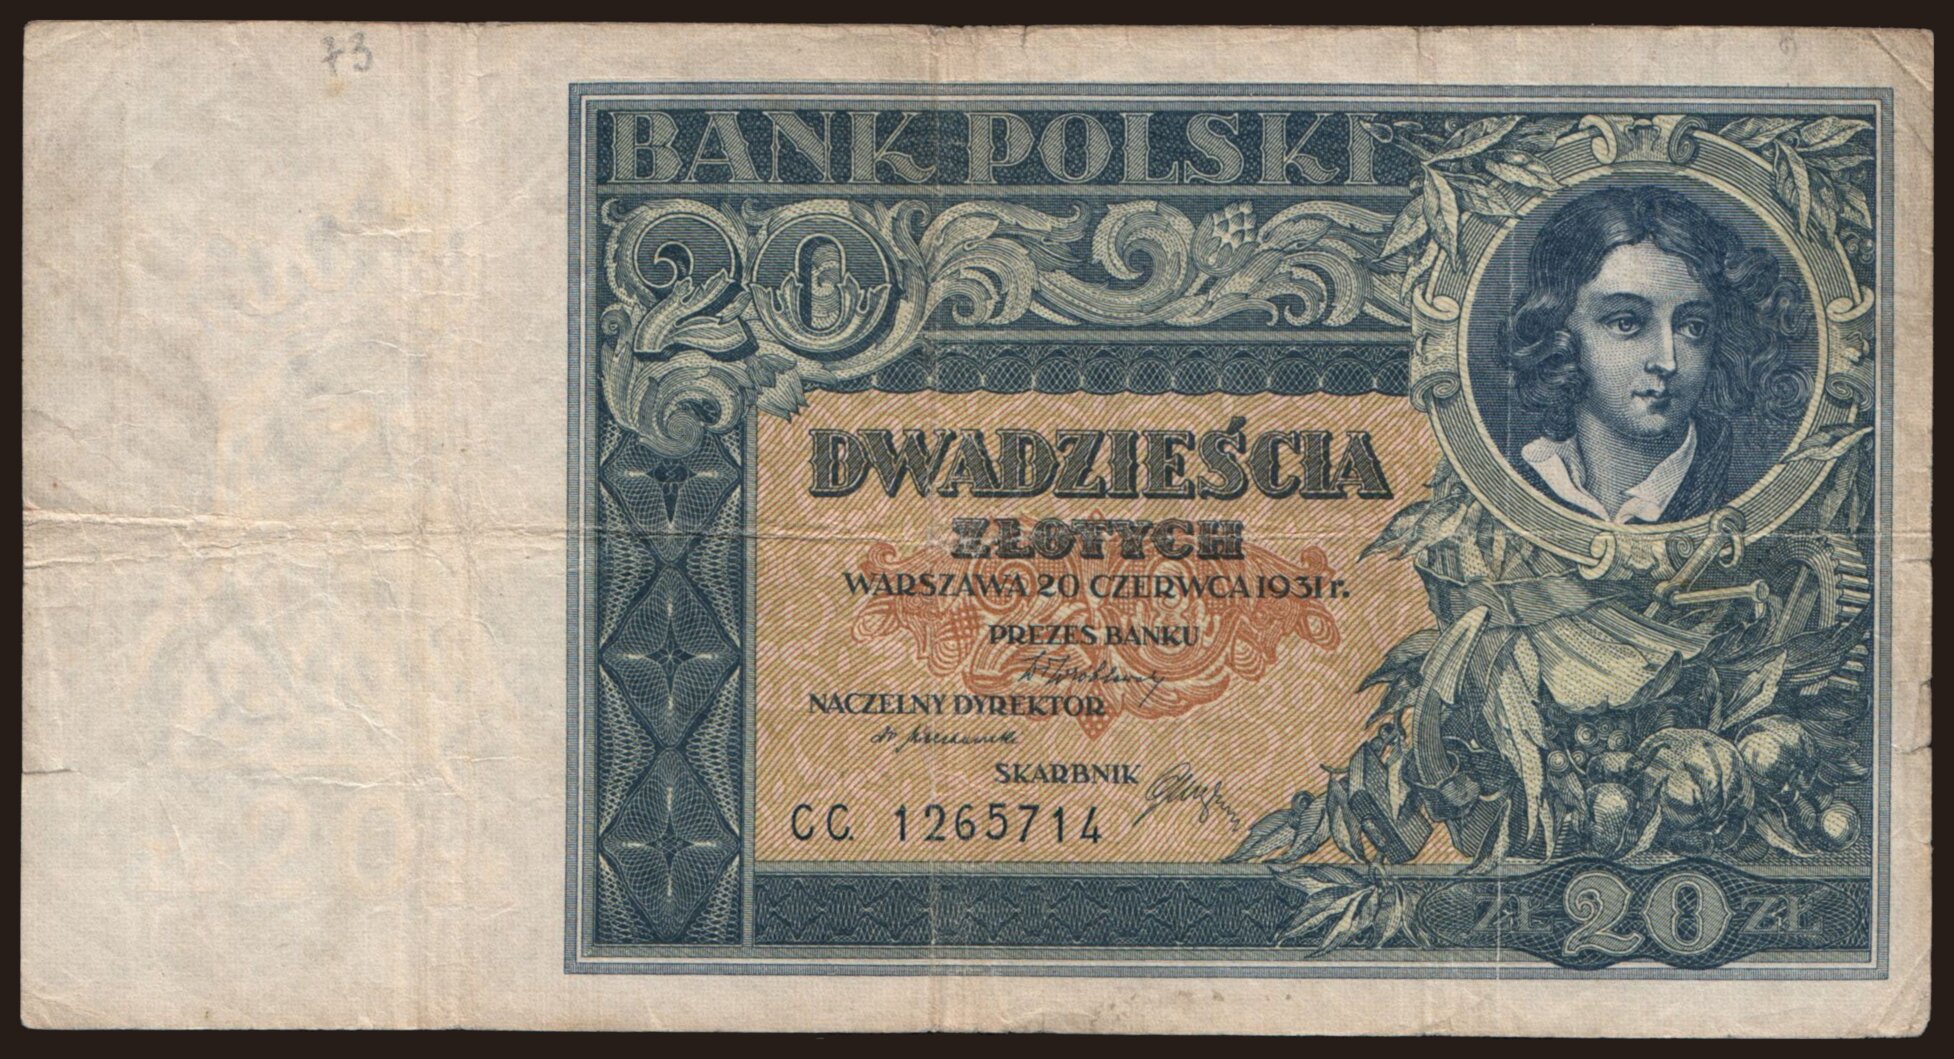 73
BANK POLSKI
20
DWADZIEŚCIA
ZŁOTYCH
WARSZAWA 20 CZERWCA 1931 r.
PREZES BANKU
NACZELNY DYREKTOR
SKARBNIK
CC. 1265714
ZŁ 20 ZŁ